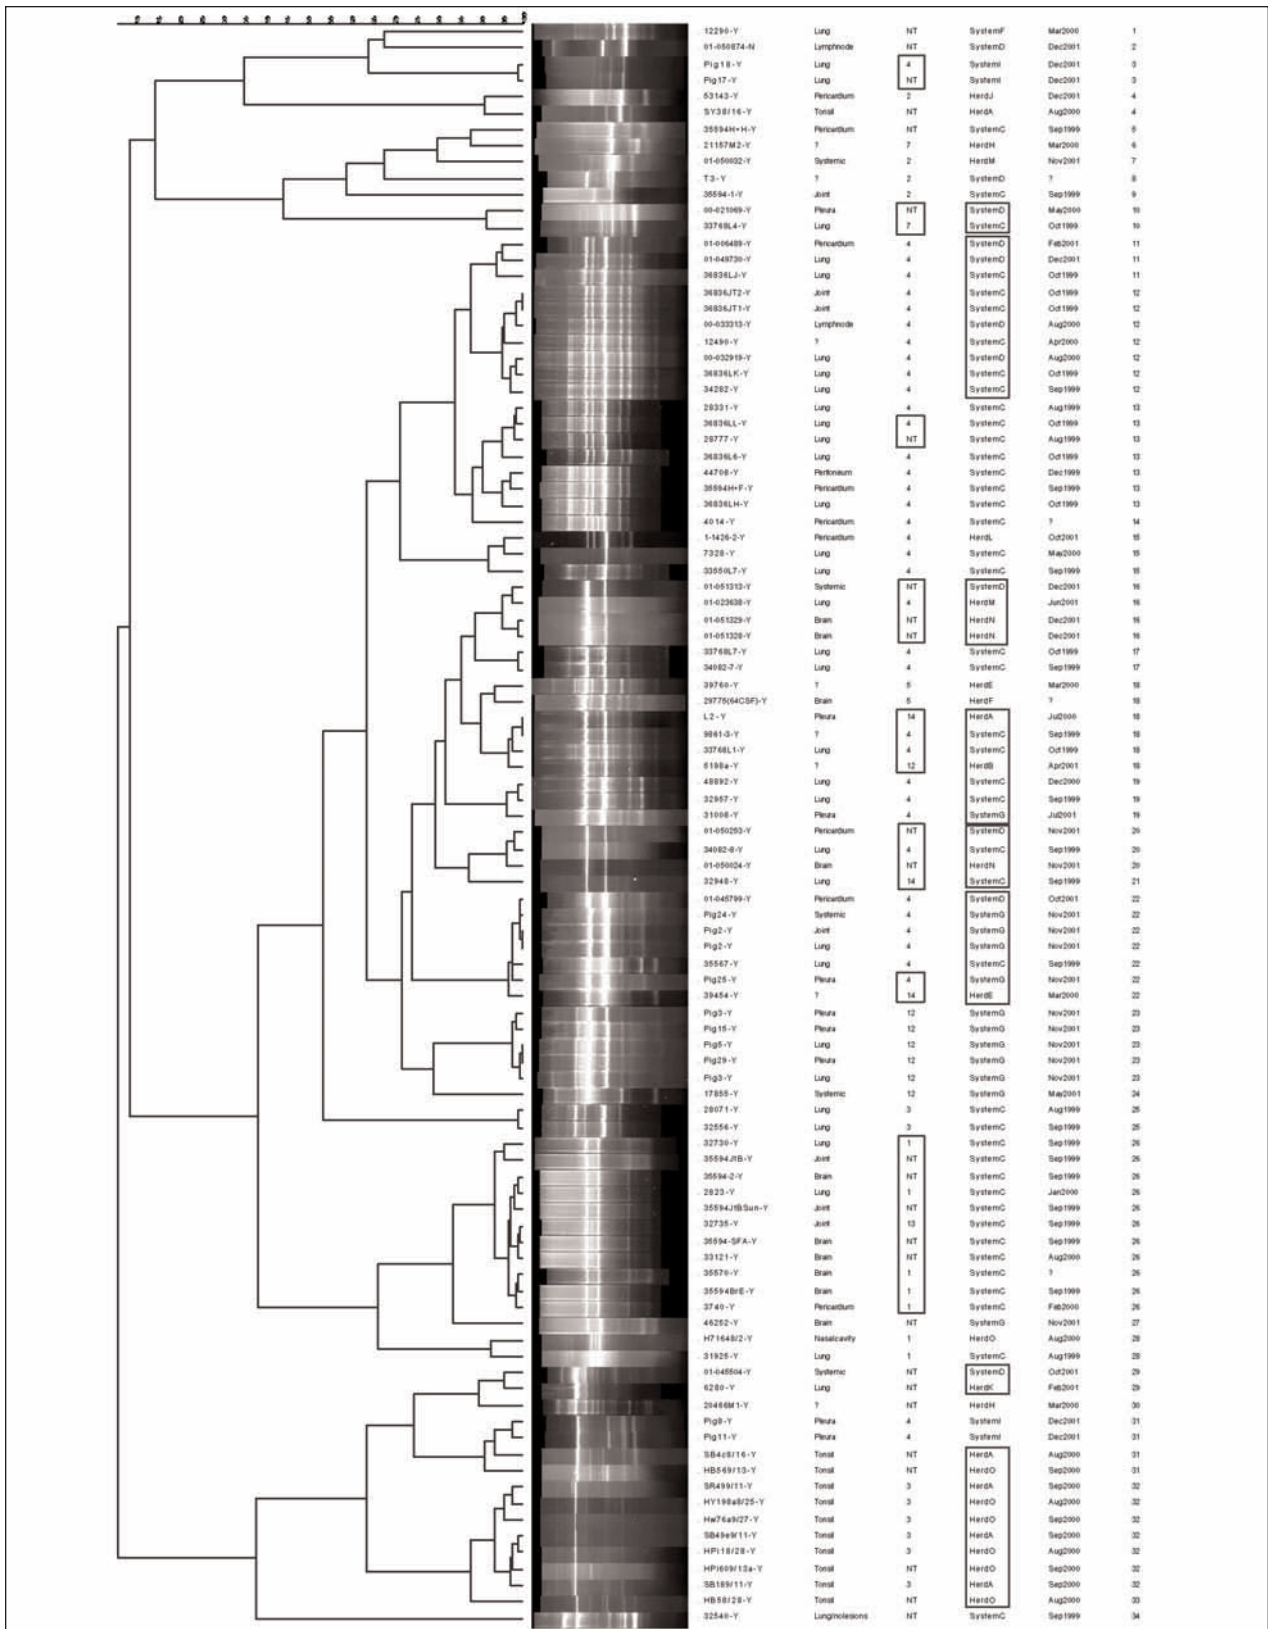 12290-Y Lung NT SystemF Mar2000 1
01-050874-N Lymphnode NT SystemD Dec2001 2
Pig18-Y Lung 4 SystemI Dec2001 3
Pig17-Y Lung NT SystemI Dec2001 3
53143-Y Pericardium 2 HerdJ Dec2001 4
SY38/16-Y Tonsil NT HerdA Aug2000 4
35594H+H-Y Pericardium NT SystemC Sep1999 5
21157M2-Y ? 7 HerdH Mar2000 6
01-050032-Y Systemic 2 HerdM Nov2001 7
T3-Y ? 2 SystemD ? 8
35594-1-Y Joint 2 SystemC Sep1999 9
00-021069-Y Pleura NT SystemD May2000 10
33768L4-Y Lung 7 SystemC Oct1999 10
01-006489-Y Pericardium 4 SystemD Feb2001 11
01-049730-Y Lung 4 SystemD Dec2001 11
36836LJ-Y Lung 4 SystemC Oct1999 11
36836JT2-Y Joint 4 SystemC Oct1999 12
36836JT1-Y Joint 4 SystemC Oct1999 12
00-033313-Y Lymphnode 4 SystemD Aug2000 12
12490-Y ? 4 SystemC Apr2000 12
00-032919-Y Lung 4 SystemD Aug2000 12
36836LK-Y Lung 4 SystemC Oct1999 12
34282-Y Lung 4 SystemC Sep1999 12
28331-Y Lung 4 SystemC Aug1999 13
36836LL-Y Lung 4 SystemC Oct1999 13
28777-Y Lung NT SystemC Aug1999 13
36836L6-Y Lung 4 SystemC Oct1999 13
44708-Y Peritoneum 4 SystemC Dec1999 13
35594H+F-Y Pericardium 4 SystemC Sep1999 13
36836LH-Y Lung 4 SystemC Oct1999 13
4014-Y Pericardium 4 SystemC ? 14
1-1426-2-Y Pericardium 4 HerdL Oct2001 15
7328-Y Lung 4 SystemC May2000 15
33550L7-Y Lung 4 SystemC Sep1999 15
01-051313-Y Systemic NT SystemD Dec2001 16
01-023638-Y Lung 4 HerdM Jun2001 16
01-051329-Y Brain NT HerdN Dec2001 16
01-051328-Y Brain NT HerdN Dec2001 16
33768L7-Y Lung 4 SystemC Oct1999 17
34082-7-Y Lung 4 SystemC Sep1999 17
39760-Y ? 5 HerdE Mar2000 18
29775(64CSF)-Y Brain 5 HerdF ? 18
L2-Y Pleura 14 HerdA Jul2000 18
9861-3-Y ? 4 SystemC Sep1999 18
33768L1-Y Lung 4 SystemC Oct1999 18
5198a-Y ? 12 HerdB Apr2001 18
48892-Y Lung 4 SystemC Dec2000 19
32957-Y Lung 4 SystemC Sep1999 19
31008-Y Pleura 4 SystemG Jul2001 19
01-050253-Y Pericardium NT SystemD Nov2001 20
34082-8-Y Lung 4 SystemC Sep1999 20
01-050024-Y Brain NT HerdN Nov2001 20
32948-Y Lung 14 SystemC Sep1999 21
01-045799-Y Pericardium 4 SystemD Oct2001 22
Pig24-Y Systemic 4 SystemG Nov2001 22
Pig2-Y Joint 4 SystemG Nov2001 22
Pig2-Y Lung 4 SystemG Nov2001 22
35567-Y Lung 4 SystemC Sep1999 22
Pig25-Y Pleura 4 SystemG Nov2001 22
39454-Y ? 14 HerdE Mar2000 22
Pig3-Y Pleura 12 SystemG Nov2001 23
Pig15-Y Pleura 12 SystemG Nov2001 23
Pig5-Y Lung 12 SystemG Nov2001 23
Pig29-Y Pleura 12 SystemG Nov2001 23
Pig3-Y Lung 12 SystemG Nov2001 23
17855-Y Systemic 12 SystemG May2001 24
28071-Y Lung 3 SystemC Aug1999 25
32556-Y Lung 3 SystemC Sep1999 25
32730-Y Lung 1 SystemC Sep1999 26
35594JtB-Y Joint NT SystemC Sep1999 26
35594-2-Y Brain NT SystemC Sep1999 26
2823-Y Lung 1 SystemC Jan2000 26
35594JtBSun-Y Joint NT SystemC Sep1999 26
32735-Y Joint 13 SystemC Sep1999 26
35594-SFA-Y Brain NT SystemC Sep1999 26
33121-Y Brain NT SystemC Aug2000 26
35570-Y Brain 1 SystemC ? 26
35594BrE-Y Brain 1 SystemC Sep1999 26
3740-Y Pericardium 1 SystemC Feb2000 26
46252-Y Brain NT SystemG Nov2001 27
H71648/2-Y Nasalcavity 1 HerdO Aug2000 28
31925-Y Lung 1 SystemC Aug1999 28
01-045504-Y Systemic NT SystemD Oct2001 29
6280-Y Lung NT HerdK Feb2001 29
20466M1-Y ? NT HerdH Mar2000 30
Pig8-Y Pleura 4 SystemI Dec2001 31
Pig11-Y Pleura 4 SystemI Dec2001 31
SB4c8/16-Y Tonsil NT HerdA Aug2000 31
HB569/13-Y Tonsil NT HerdO Sep2000 31
SR499/11-Y Tonsil 3 HerdA Sep2000 32
HY198a8/25-Y Tonsil 3 HerdO Aug2000 32
Hw76a9/27-Y Tonsil 3 HerdO Sep2000 32
SB49e9/11-Y Tonsil 3 HerdA Sep2000 32
HPi18/28-Y Tonsil 3 HerdO Aug2000 32
HPi609/13a-Y Tonsil NT HerdO Sep2000 32
SB189/11-Y Tonsil 3 HerdA Sep2000 32
HB58/28-Y Tonsil NT HerdO Aug2000 33
32540-Y Lung/nolesions NT SystemC Sep1999 34